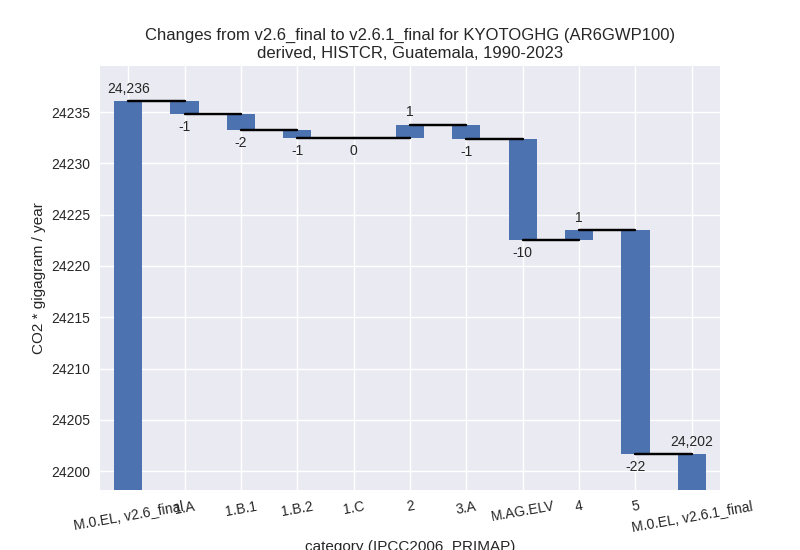 Changes from v2.6_final to v2.6.1_final for KYOTOGHG (AR6GWP100)
derived, HISTCR, Guatemala, 1990-2023
CO2 * gigagram / year
24235
24230
24225
24220
24215
24210
24205
24200
24,236
-1
-2
-1
0
1
-1
-10
1
-22
24,202
M.0.EL, v2.6_final
1.A
1.B.1
1.B.2
1.C
2
3.A
M.AG.ELV
4
5
M.0.EL, v2.6.1_final
category (IPCC2006_PRIMAP)